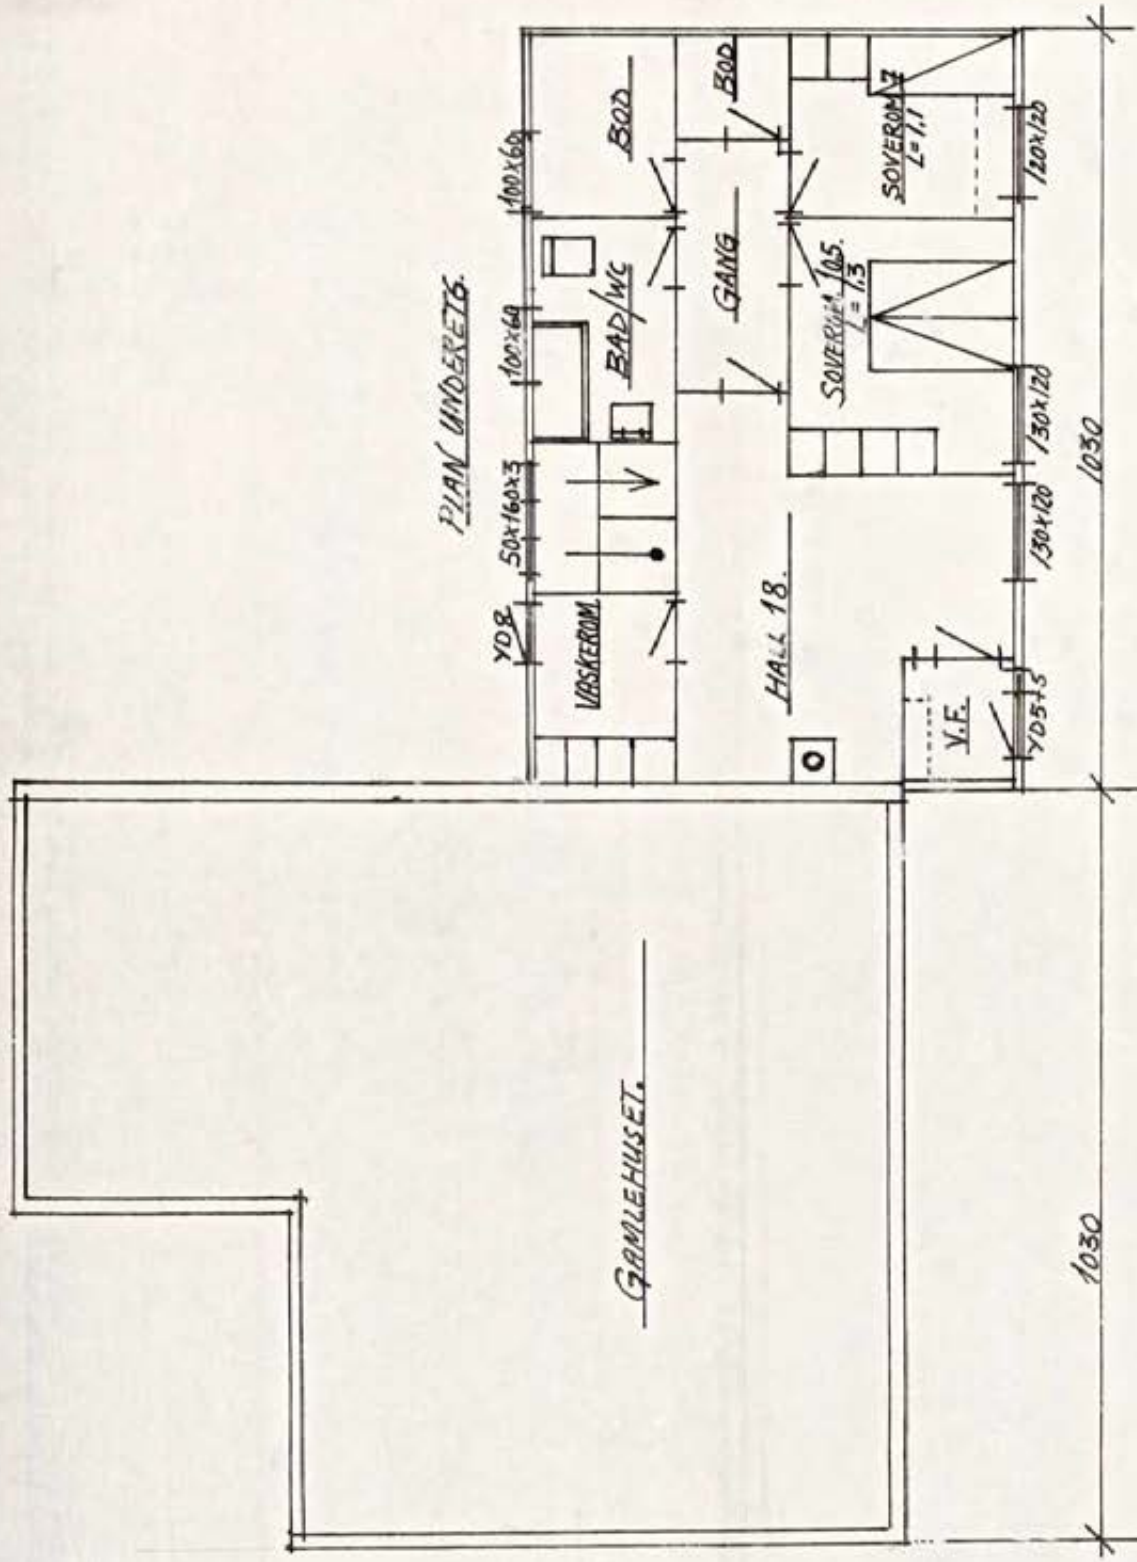 PLAN UNDERETG.
YD8
50X160X3
100X60
100X60
VASKEROM
BAD/WC
BOD
BOD
GANG
HALL 18.
SOVEROM 10.5.
L=1.3
SOVEROM 7
L=1.1
V.F.
YD5+S
130X120
130X120
120X120
GAMLEHUSET.
1030
1030